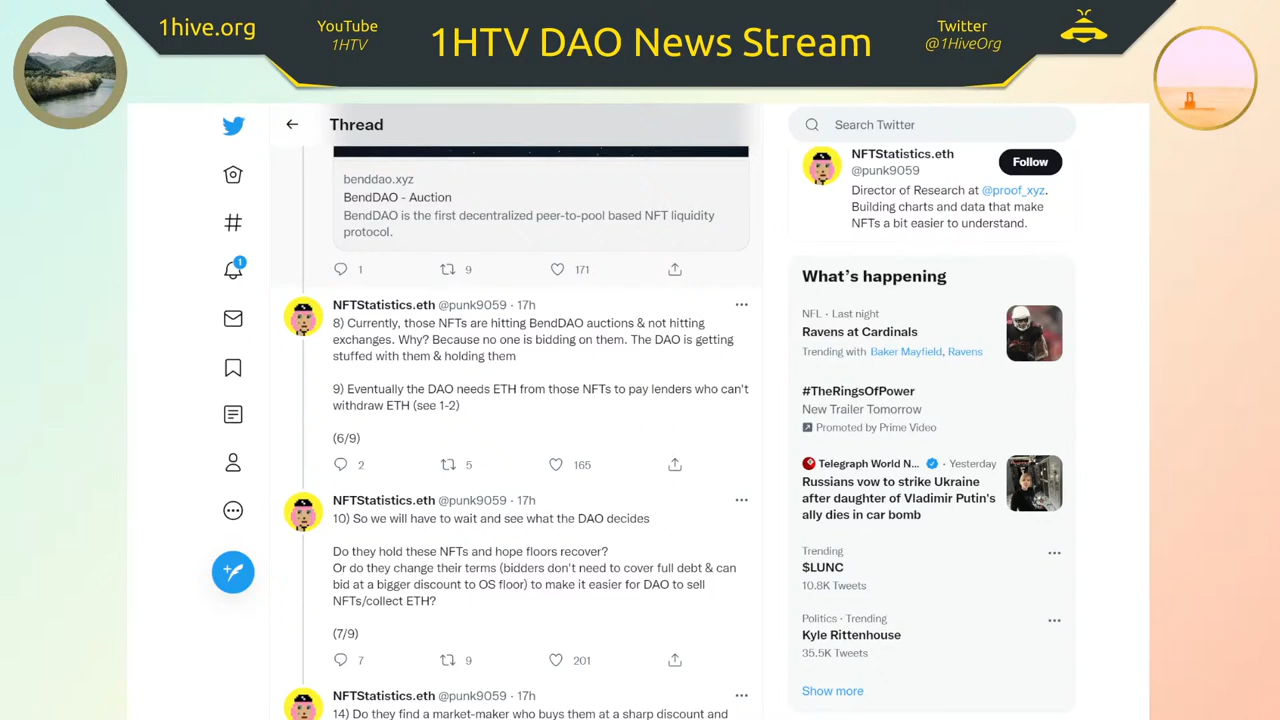 1hive.org
YouTube
1HTV
1HTV DAO News Stream
Twitter
@1HiveOrg
Thread
benddao.xyz
BendDAO - Auction
BendDAO is the first decentralized peer-to-pool based NFT liquidity
protocol.
1 9 171
NFTStatistics.eth @punk9059 · 17h
8) Currently, those NFTs are hitting BendDAO auctions & not hitting
exchanges. Why? Because no one is bidding on them. The DAO is getting
stuffed with them & holding them
9) Eventually the DAO needs ETH from those NFTs to pay lenders who can't
withdraw ETH (see 1-2)
(6/9)
2 5 165
NFTStatistics.eth @punk9059 · 17h
10) So we will have to wait and see what the DAO decides
Do they hold these NFTs and hope floors recover?
Or do they change their terms (bidders don't need to cover full debt & can
bid at a bigger discount to OS floor) to make it easier for DAO to sell
NFTs/collect ETH?
(7/9)
7 9 201
NFTStatistics.eth @punk9059 · 17h
14) Do they find a market-maker who buys them at a sharp discount and
1
Search Twitter
NFTStatistics.eth
@punk9059
Follow
Director of Research at @proof_xyz.
Building charts and data that make
NFTs a bit easier to understand.
What's happening
NFL · Last night
Ravens at Cardinals
Trending with Baker Mayfield, Ravens
#TheRingsOfPower
New Trailer Tomorrow
Promoted by Prime Video
Telegraph World N... · Yesterday
Russians vow to strike Ukraine
after daughter of Vladimir Putin's
ally dies in car bomb
Trending
$LUNC
10.8K Tweets
Politics · Trending
Kyle Rittenhouse
35.5K Tweets
Show more